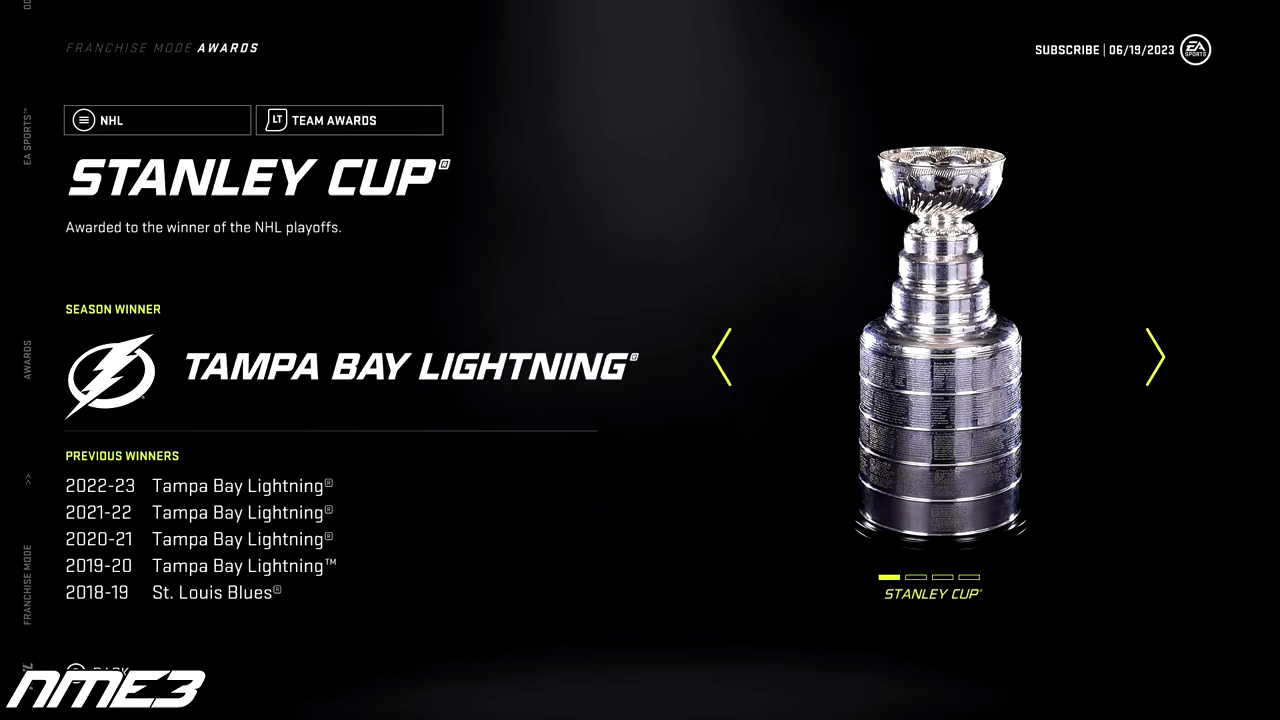 FRANCHISE MODE AWARDS
SUBSCRIBE | 06/19/2023
EA SPORTS
NHL
LT TEAM AWARDS
STANLEY CUP®
Awarded to the winner of the NHL playoffs.
SEASON WINNER
TAMPA BAY LIGHTNING®
PREVIOUS WINNERS
2022-23 Tampa Bay Lightning®
2021-22 Tampa Bay Lightning®
2020-21 Tampa Bay Lightning®
2019-20 Tampa Bay Lightning™
2018-19 St. Louis Blues®
STANLEY CUP®
BACK
NME3
EA SPORTS™
AWARDS
>>
FRANCHISE MODE